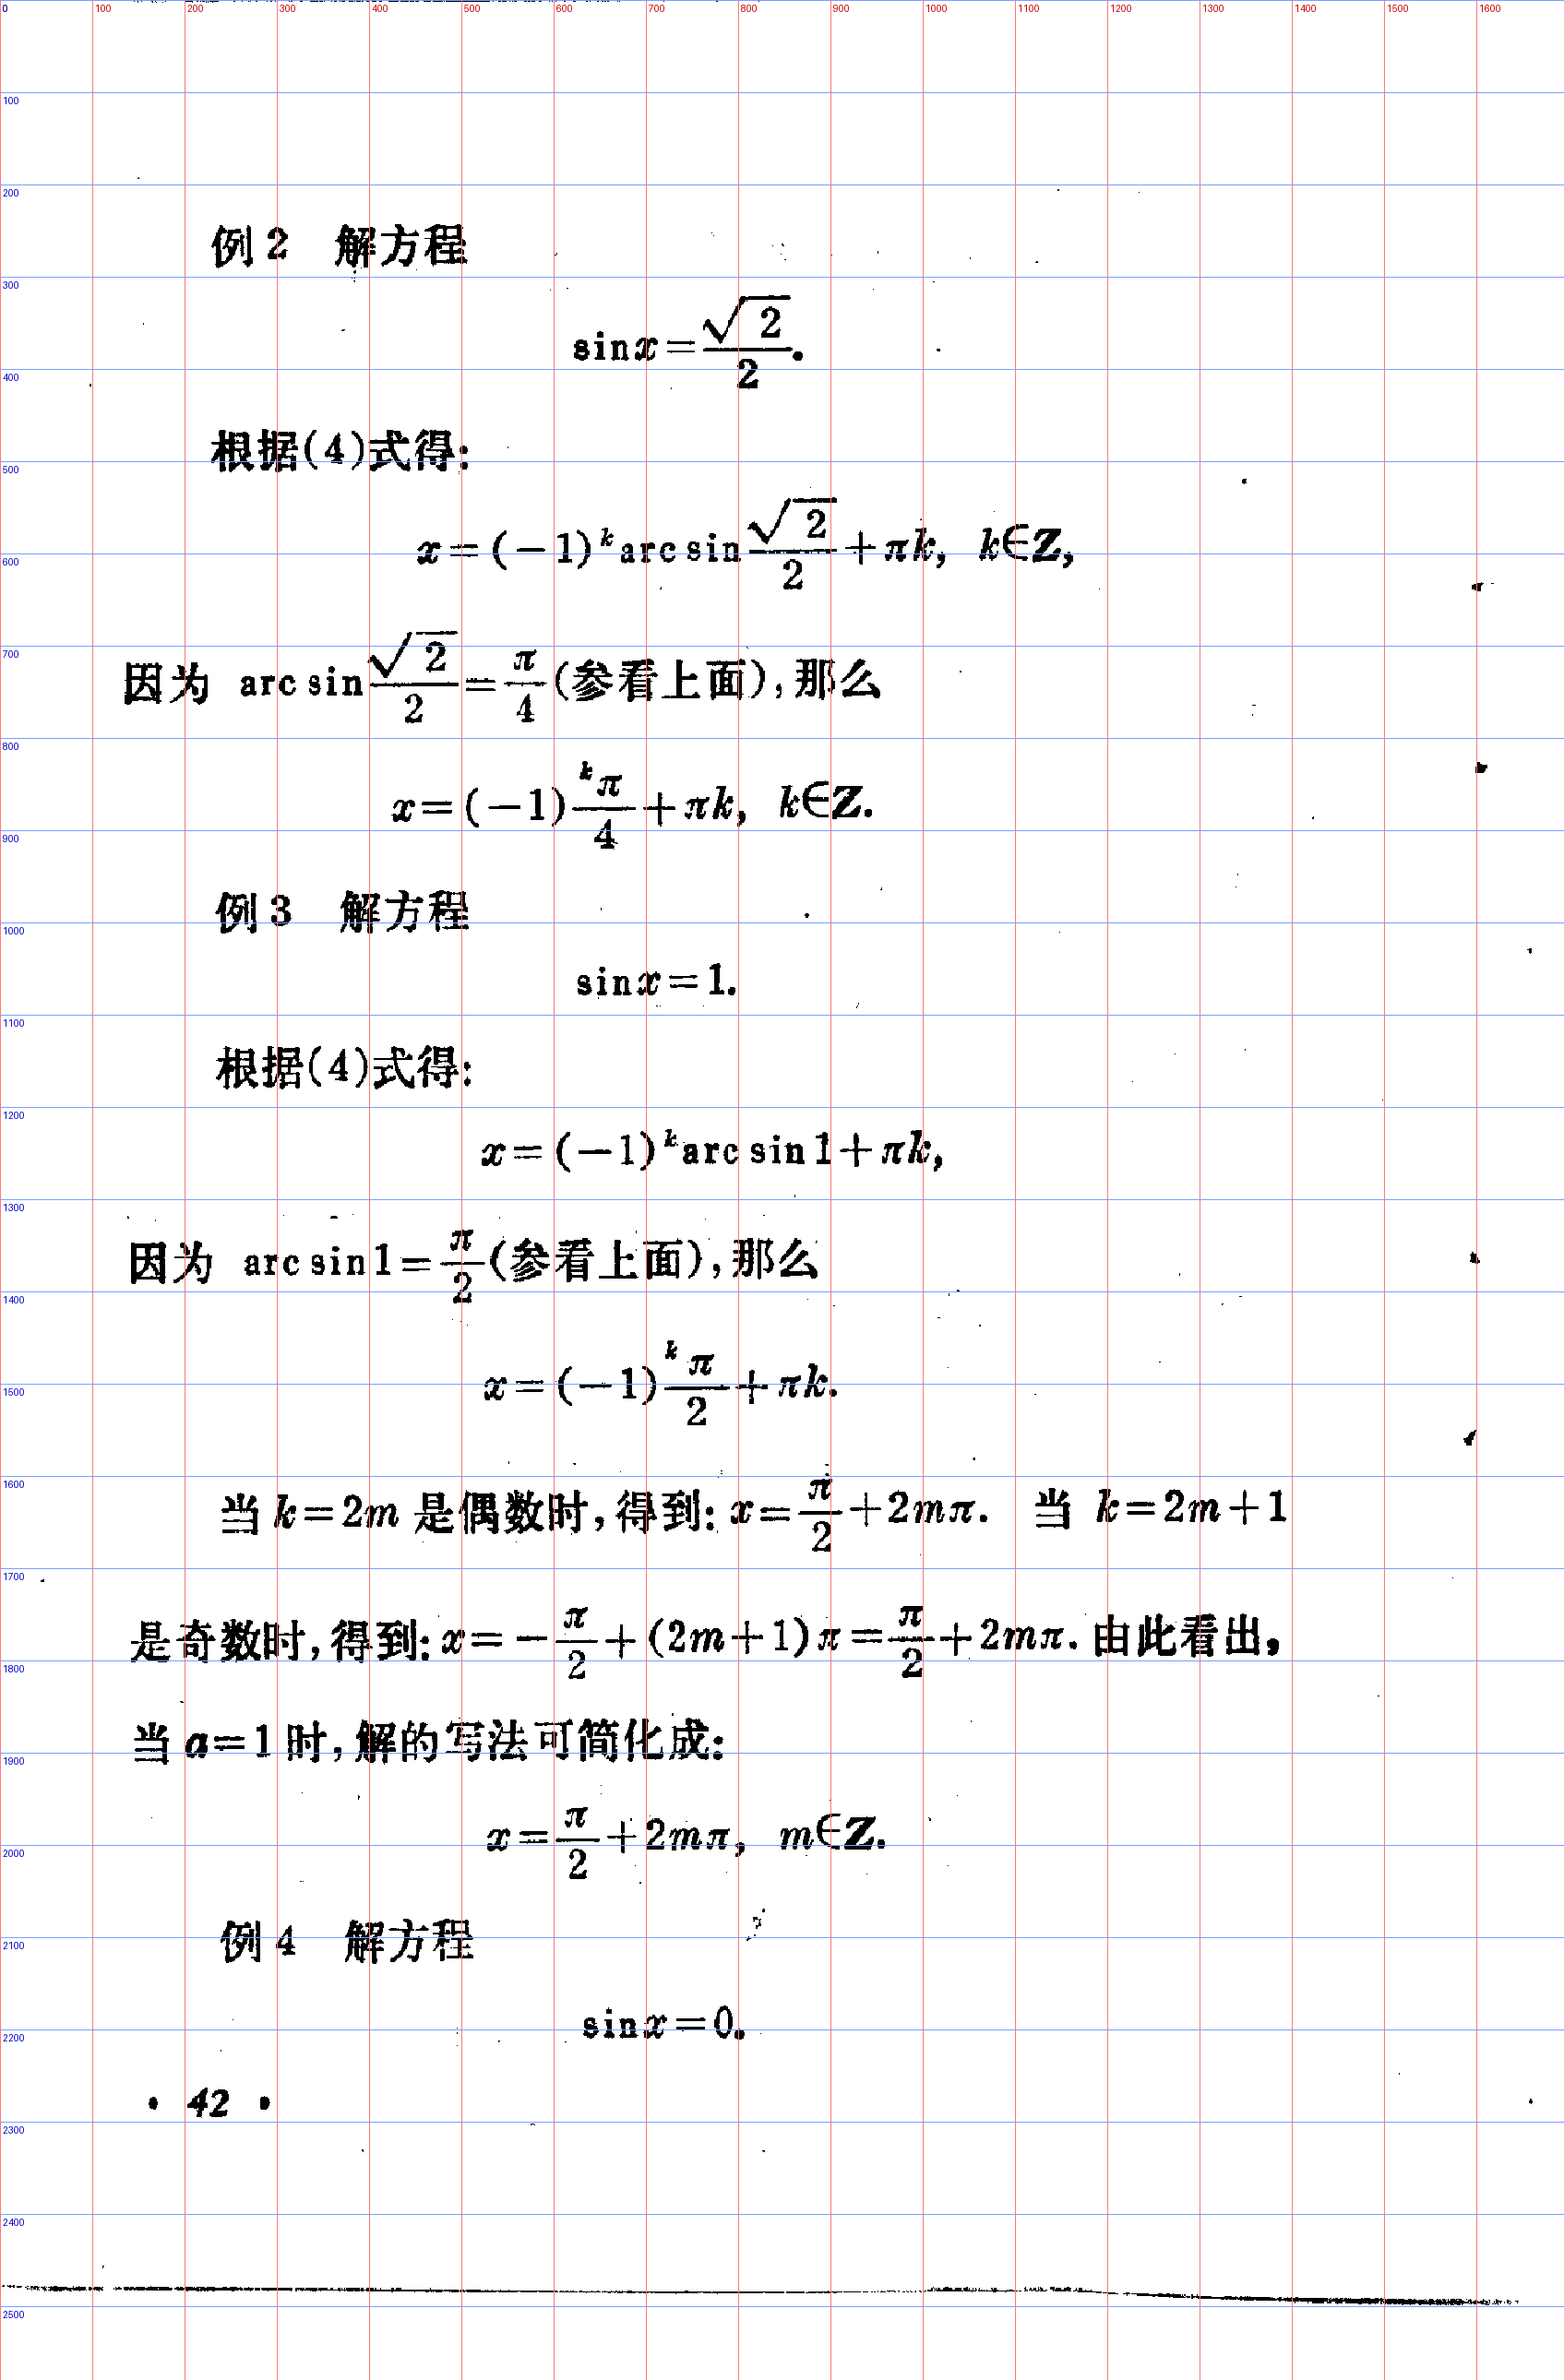 例2 解方程
sinx=√2/2.
根据(4)式得:
x=(-1)^k arc sin √2/2+πk, k∈Z,
因为 arc sin √2/2=π/4(参看上面),那么
x=(-1)^k π/4+πk, k∈Z.
例3 解方程
sinx=1.
根据(4)式得:
x=(-1)^k arc sin 1+πk,
因为 arc sin 1=π/2(参看上面),那么
x=(-1)^k π/2+πk.
当 k=2m 是偶数时,得到: x=π/2+2mπ. 当 k=2m+1
是奇数时,得到: x=-π/2+(2m+1)π=π/2+2mπ. 由此看出,
当 a=1 时,解的写法可简化成:
x=π/2+2mπ, m∈Z.
例4 解方程
sinx=0.
• 42 •